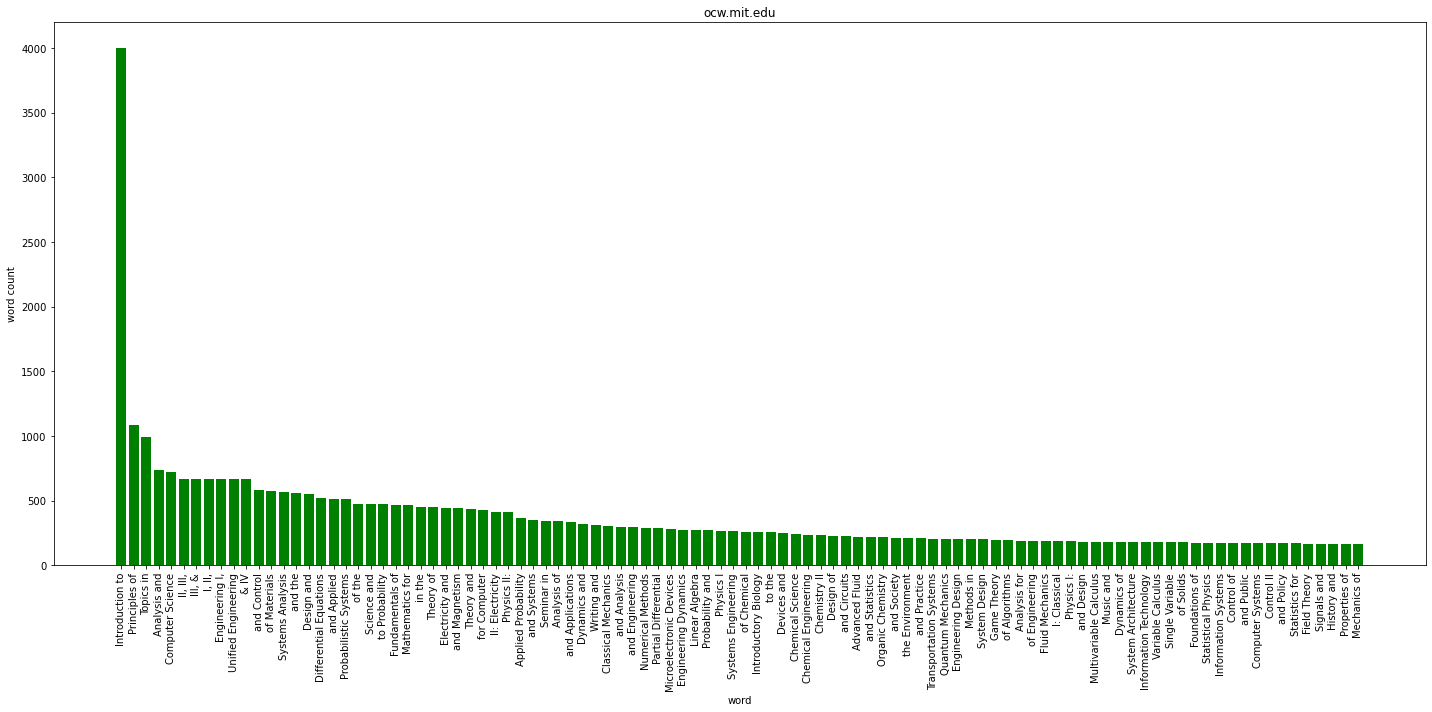 ocw.mit.edu
4000
3500
3000
2500
2000
1500
1000
500
0
word count
Introduction to
Principles of
Topics in
Analysis and
Computer Science
II, III,
III, &
I, II,
Engineering I,
Unified Engineering
& IV
and Control
of Materials
Systems Analysis
and the
Design and
Differential Equations
and Applied
Probabilistic Systems
of the
Science and
to Probability
Fundamentals of
Mathematics for
in the
Theory of
Electricity and
and Magnetism
Theory and
for Computer
II: Electricity
Physics II:
Applied Probability
and Systems
Seminar in
Analysis of
and Applications
Dynamics and
Writing and
Classical Mechanics
and Analysis
and Engineering
Numerical Methods
Partial Differential
Microelectronic Devices
Engineering Dynamics
Linear Algebra
Probability and
Physics I
Systems Engineering
of Chemical
Introductory Biology
to the
Devices and
Chemical Science
Chemical Engineering
Chemistry II
Design of
and Circuits
Advanced Fluid
and Statistics
Organic Chemistry
and Society
the Environment
and Practice
Transportation Systems
Quantum Mechanics
Engineering Design
Methods in
System Design
Game Theory
of Algorithms
Analysis for
of Engineering
Fluid Mechanics
I: Classical
Physics I:
and Design
Multivariable Calculus
Music and
Dynamics of
System Architecture
Information Technology
Variable Calculus
Single Variable
of Solids
Foundations of
Statistical Physics
Information Systems
Control of
and Public
Computer Systems
Control II
and Policy
Statistics for
Field Theory
Signals and
History and
Properties of
Mechanics of
word